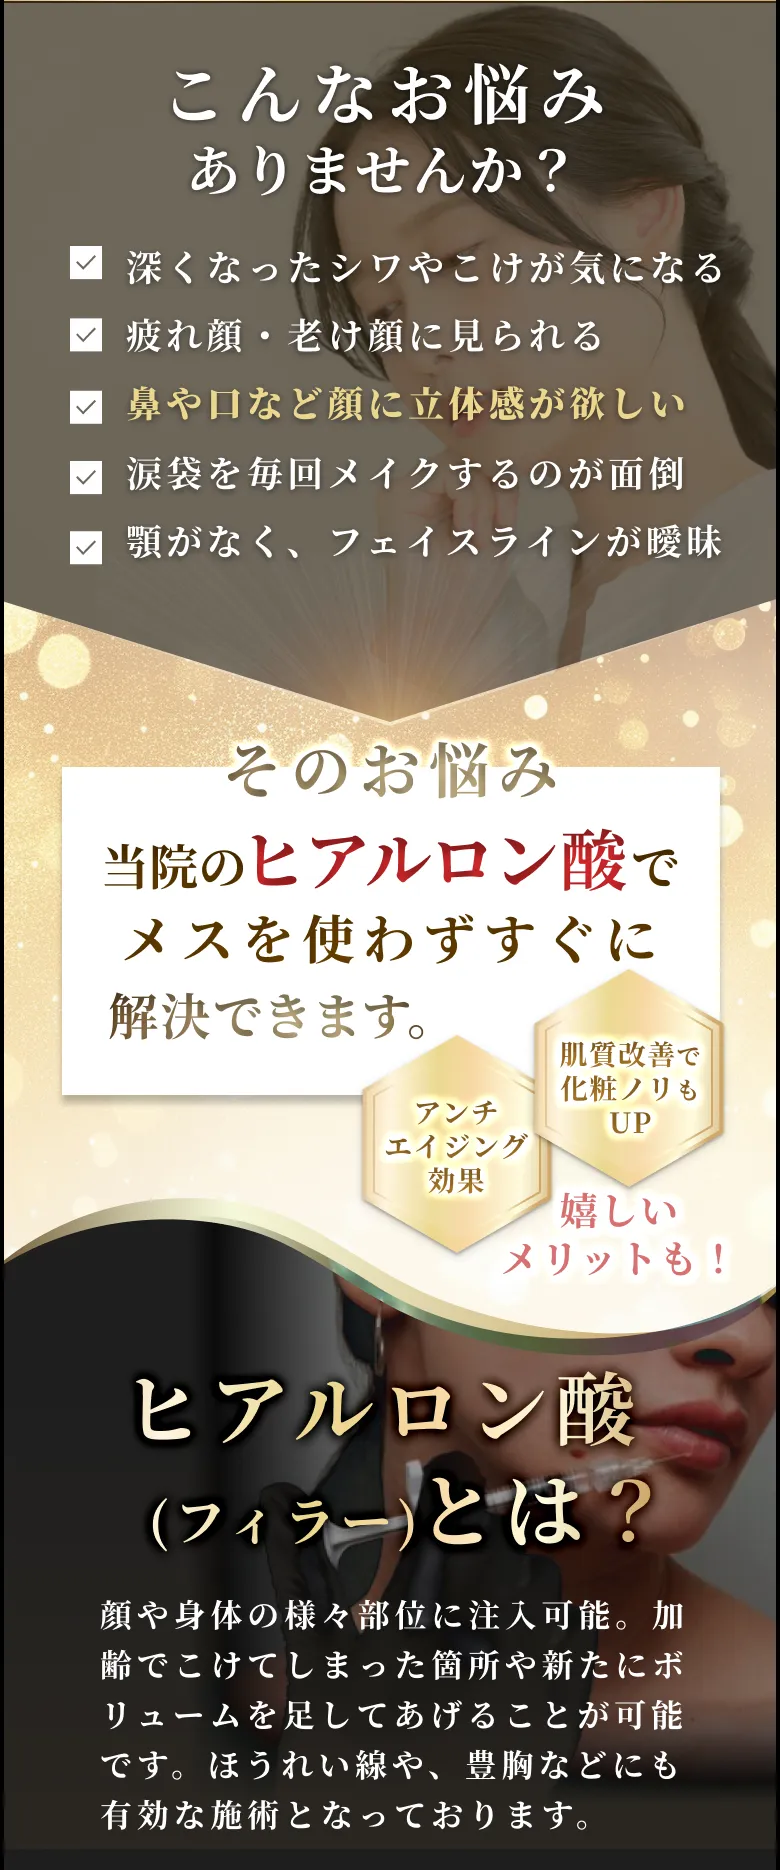 こんなお悩み
ありませんか？
深くなったシワやこけが気になる
疲れ顔・老け顔に見られる
鼻や口など顔に立体感が欲しい
涙袋を毎回メイクするのが面倒
顎がなく、フェイスラインが曖昧
そのお悩み
当院のヒアルロン酸で
メスを使わずすぐに
解決できます。
肌質改善で
化粧ノリも
UP
アンチ
エイジング
効果
嬉しい
メリットも！
ヒアルロン酸
(フィラー)とは？
顔や身体の様々部位に注入可能。加
齢でこけてしまった箇所や新たにボ
リュームを足してあげることが可能
です。ほうれい線や、豊胸などにも
有効な施術となっております。